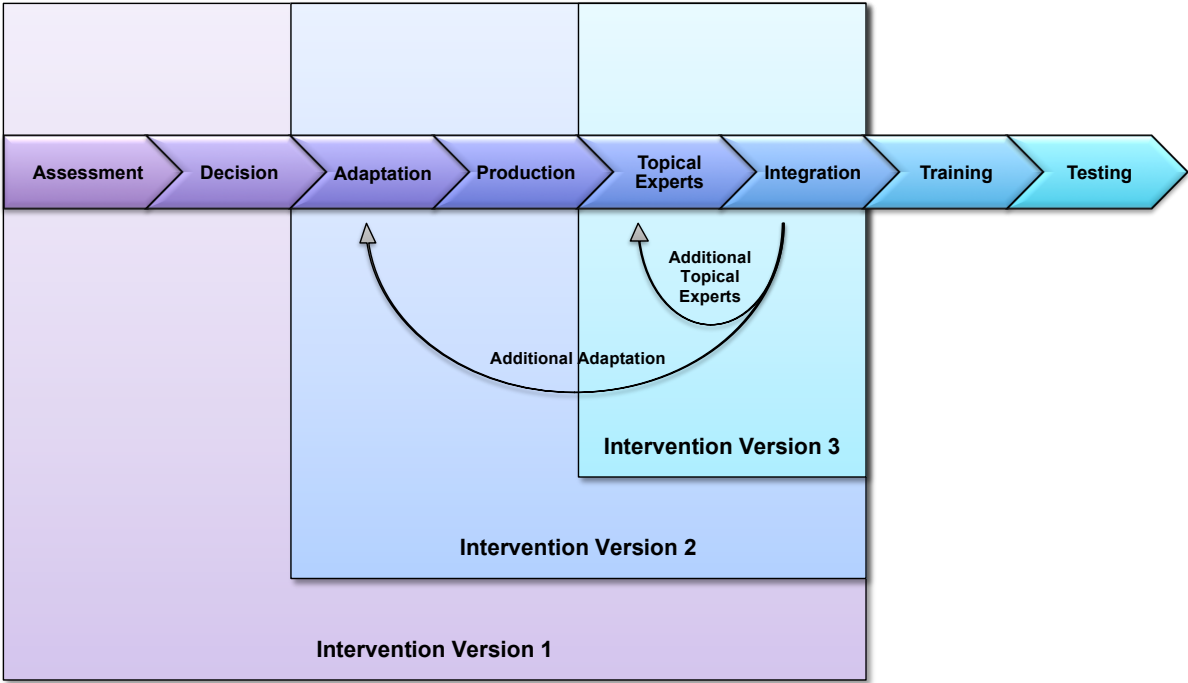 Assessment
Decision
Adaptation
Production
Topical
Experts
Integration
Training
Testing
Additional
Topical
Experts
Additional Adaptation
Intervention Version 3
Intervention Version 2
Intervention Version 1